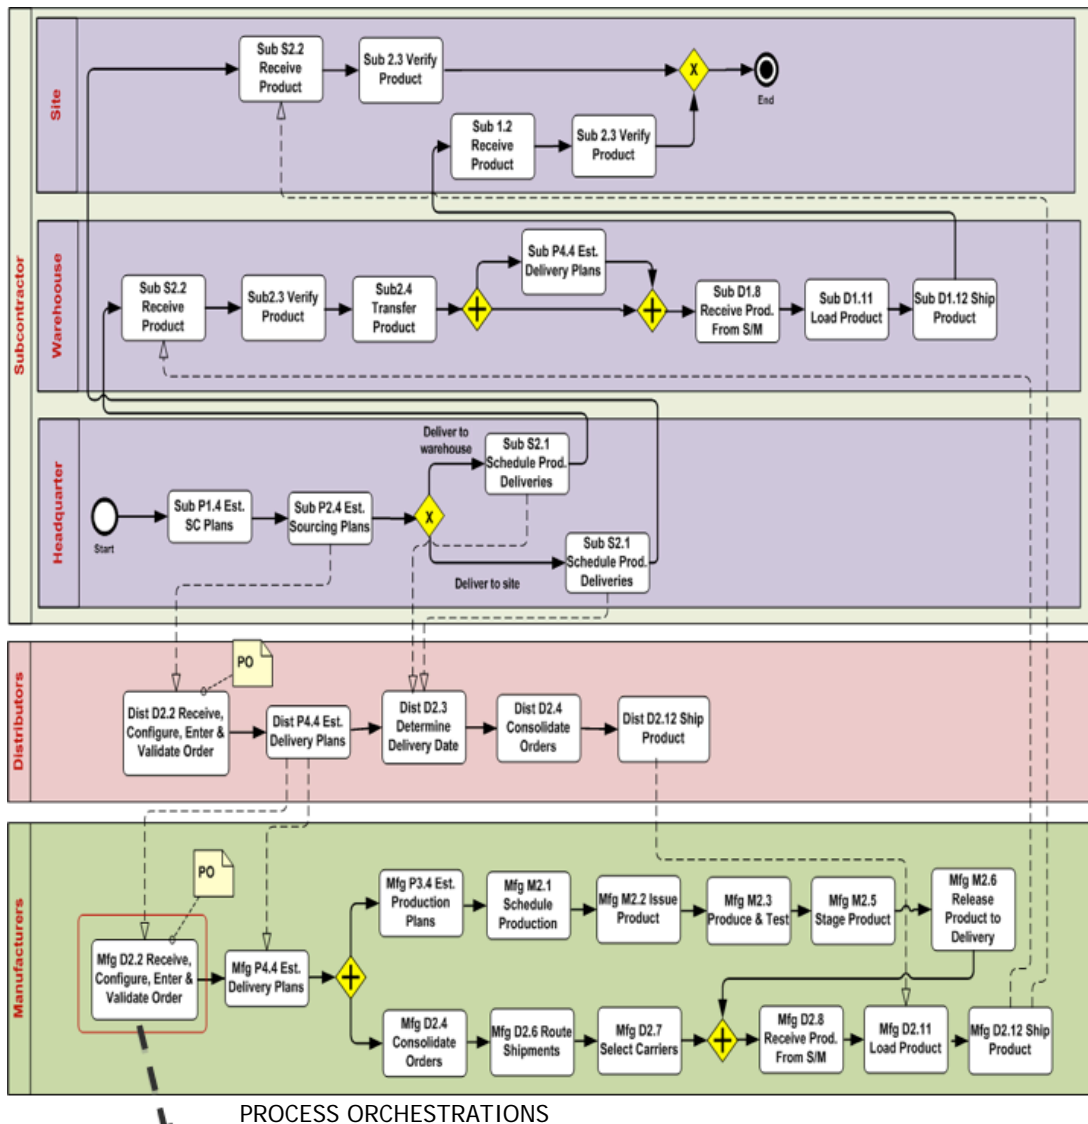 Subcontractor
Site
Sub S2.2
Receive
Product
Sub 2.3 Verify
Product
X
End
Sub 1.2
Receive
Product
Sub 2.3 Verify
Product
Warehoouse
Sub S2.2
Receive
Product
Sub2.3 Verify
Product
Sub2.4
Transfer
Product
Sub P4.4 Est.
Delivery Plans
Sub D1.8
Receive Prod.
From S/M
Sub D1.11
Load Product
Sub D1.12 Ship
Product
Headquarter
Start
Sub P1.4 Est.
SC Plans
Sub P2.4 Est.
Sourcing Plans
X
Deliver to
warehouse
Sub S2.1
Schedule Prod.
Deliveries
Deliver to site
Sub S2.1
Schedule Prod.
Deliveries
Distributors
PO
Dist D2.2 Receive,
Configure, Enter &
Validate Order
Dist P4.4 Est.
Delivery Plans
Dist D2.3
Determine
Delivery Date
Dist D2.4
Consolidate
Orders
Dist D2.12 Ship
Product
Manufacturers
PO
Mfg D2.2 Receive,
Configure, Enter &
Validate Order
Mfg P4.4 Est.
Delivery Plans
Mfg P3.4 Est.
Production
Plans
Mfg M2.1
Schedule
Production
Mfg M2.2 Issue
Product
Mfg M2.3
Produce & Test
Mfg M2.5
Stage Product
Mfg M2.6
Release
Product to
Delivery
Mfg D2.4
Consolidate
Orders
Mfg D2.6 Route
Shipments
Mfg D2.7
Select Carriers
Mfg D2.8
Receive Prod.
From S/M
Mfg D2.11
Load Product
Mfg D2.12 Ship
Product
PROCESS ORCHESTRATIONS